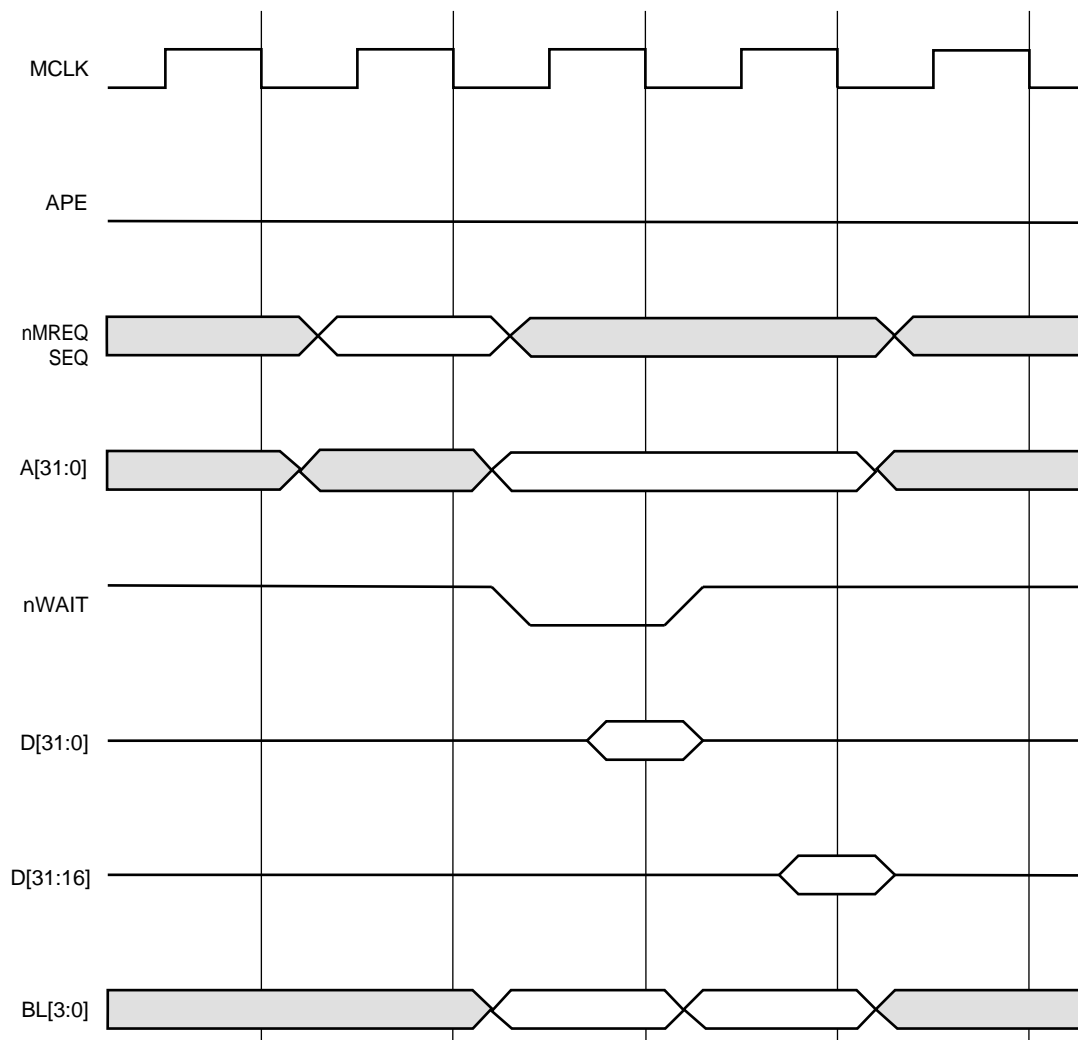 MCLK
APE
nMREQ
SEQ
A[31:0]
nWAIT
D[31:0]
D[31:16]
BL[3:0]